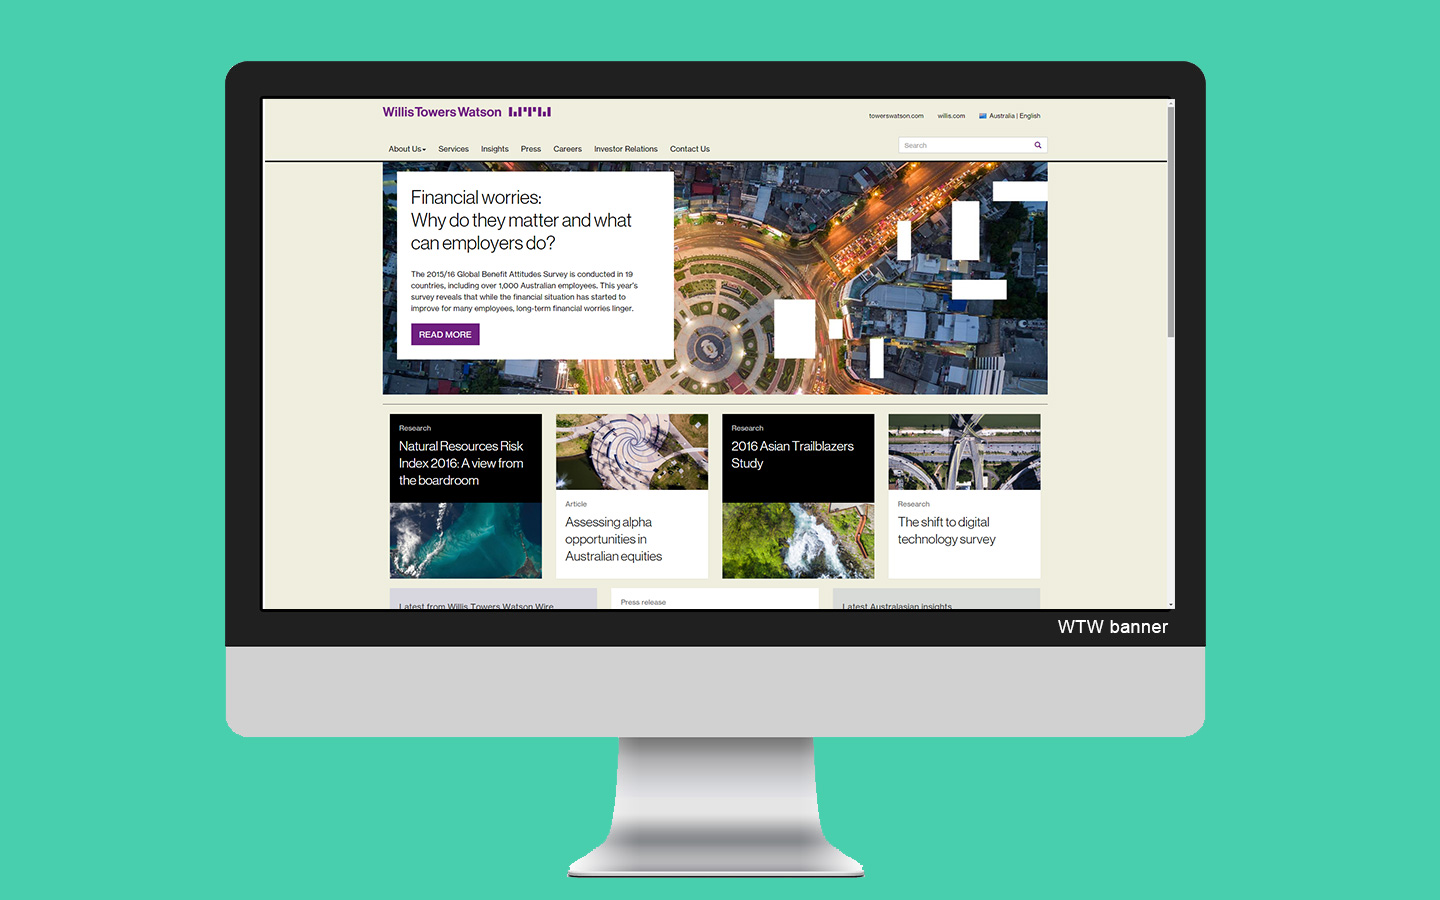 WillisTowersWatson
towerswatson.com willis.com Australia | English
About Us Services Insights Press Careers Investor Relations Contact Us
Search
Financial worries:
Why do they matter and what
can employers do?
The 2015/16 Global Benefit Attitudes Survey is conducted in 19
countries, including over 1,000 Australian employees. This year's
survey reveals that while the financial situation has started to
improve for many employees, long-term financial worries linger.
READ MORE
Research
Natural Resources Risk
Index 2016: A view from
the boardroom
Article
Assessing alpha
opportunities in
Australian equities
Research
2016 Asian Trailblazers
Study
Research
The shift to digital
technology survey
Latest from Willis Towers Watson Wire
Press release
Latest Australasian insights
WTW banner